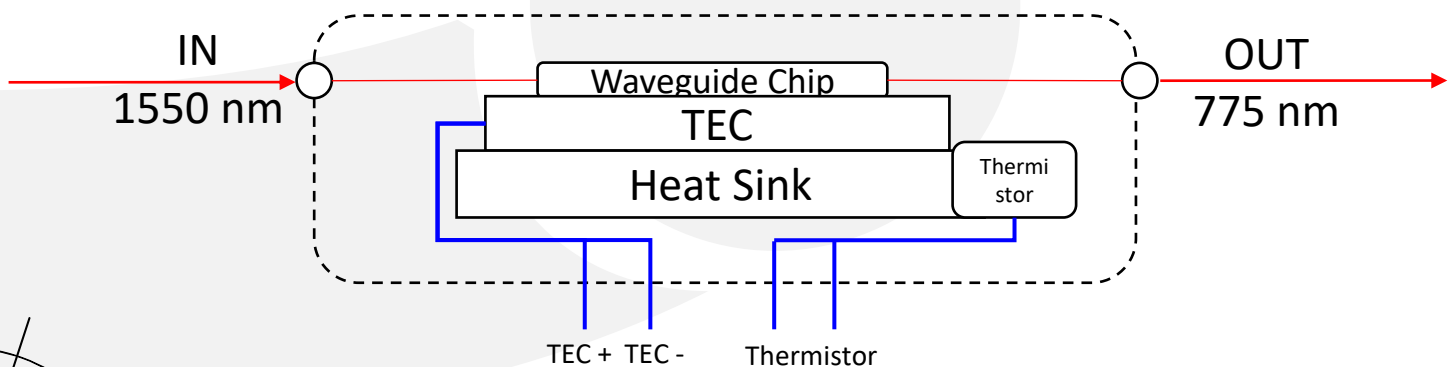 IN
1550 nm
Waveguide Chip
TEC
Heat Sink
Thermi
stor
OUT
775 nm
TEC + TEC -
Thermistor